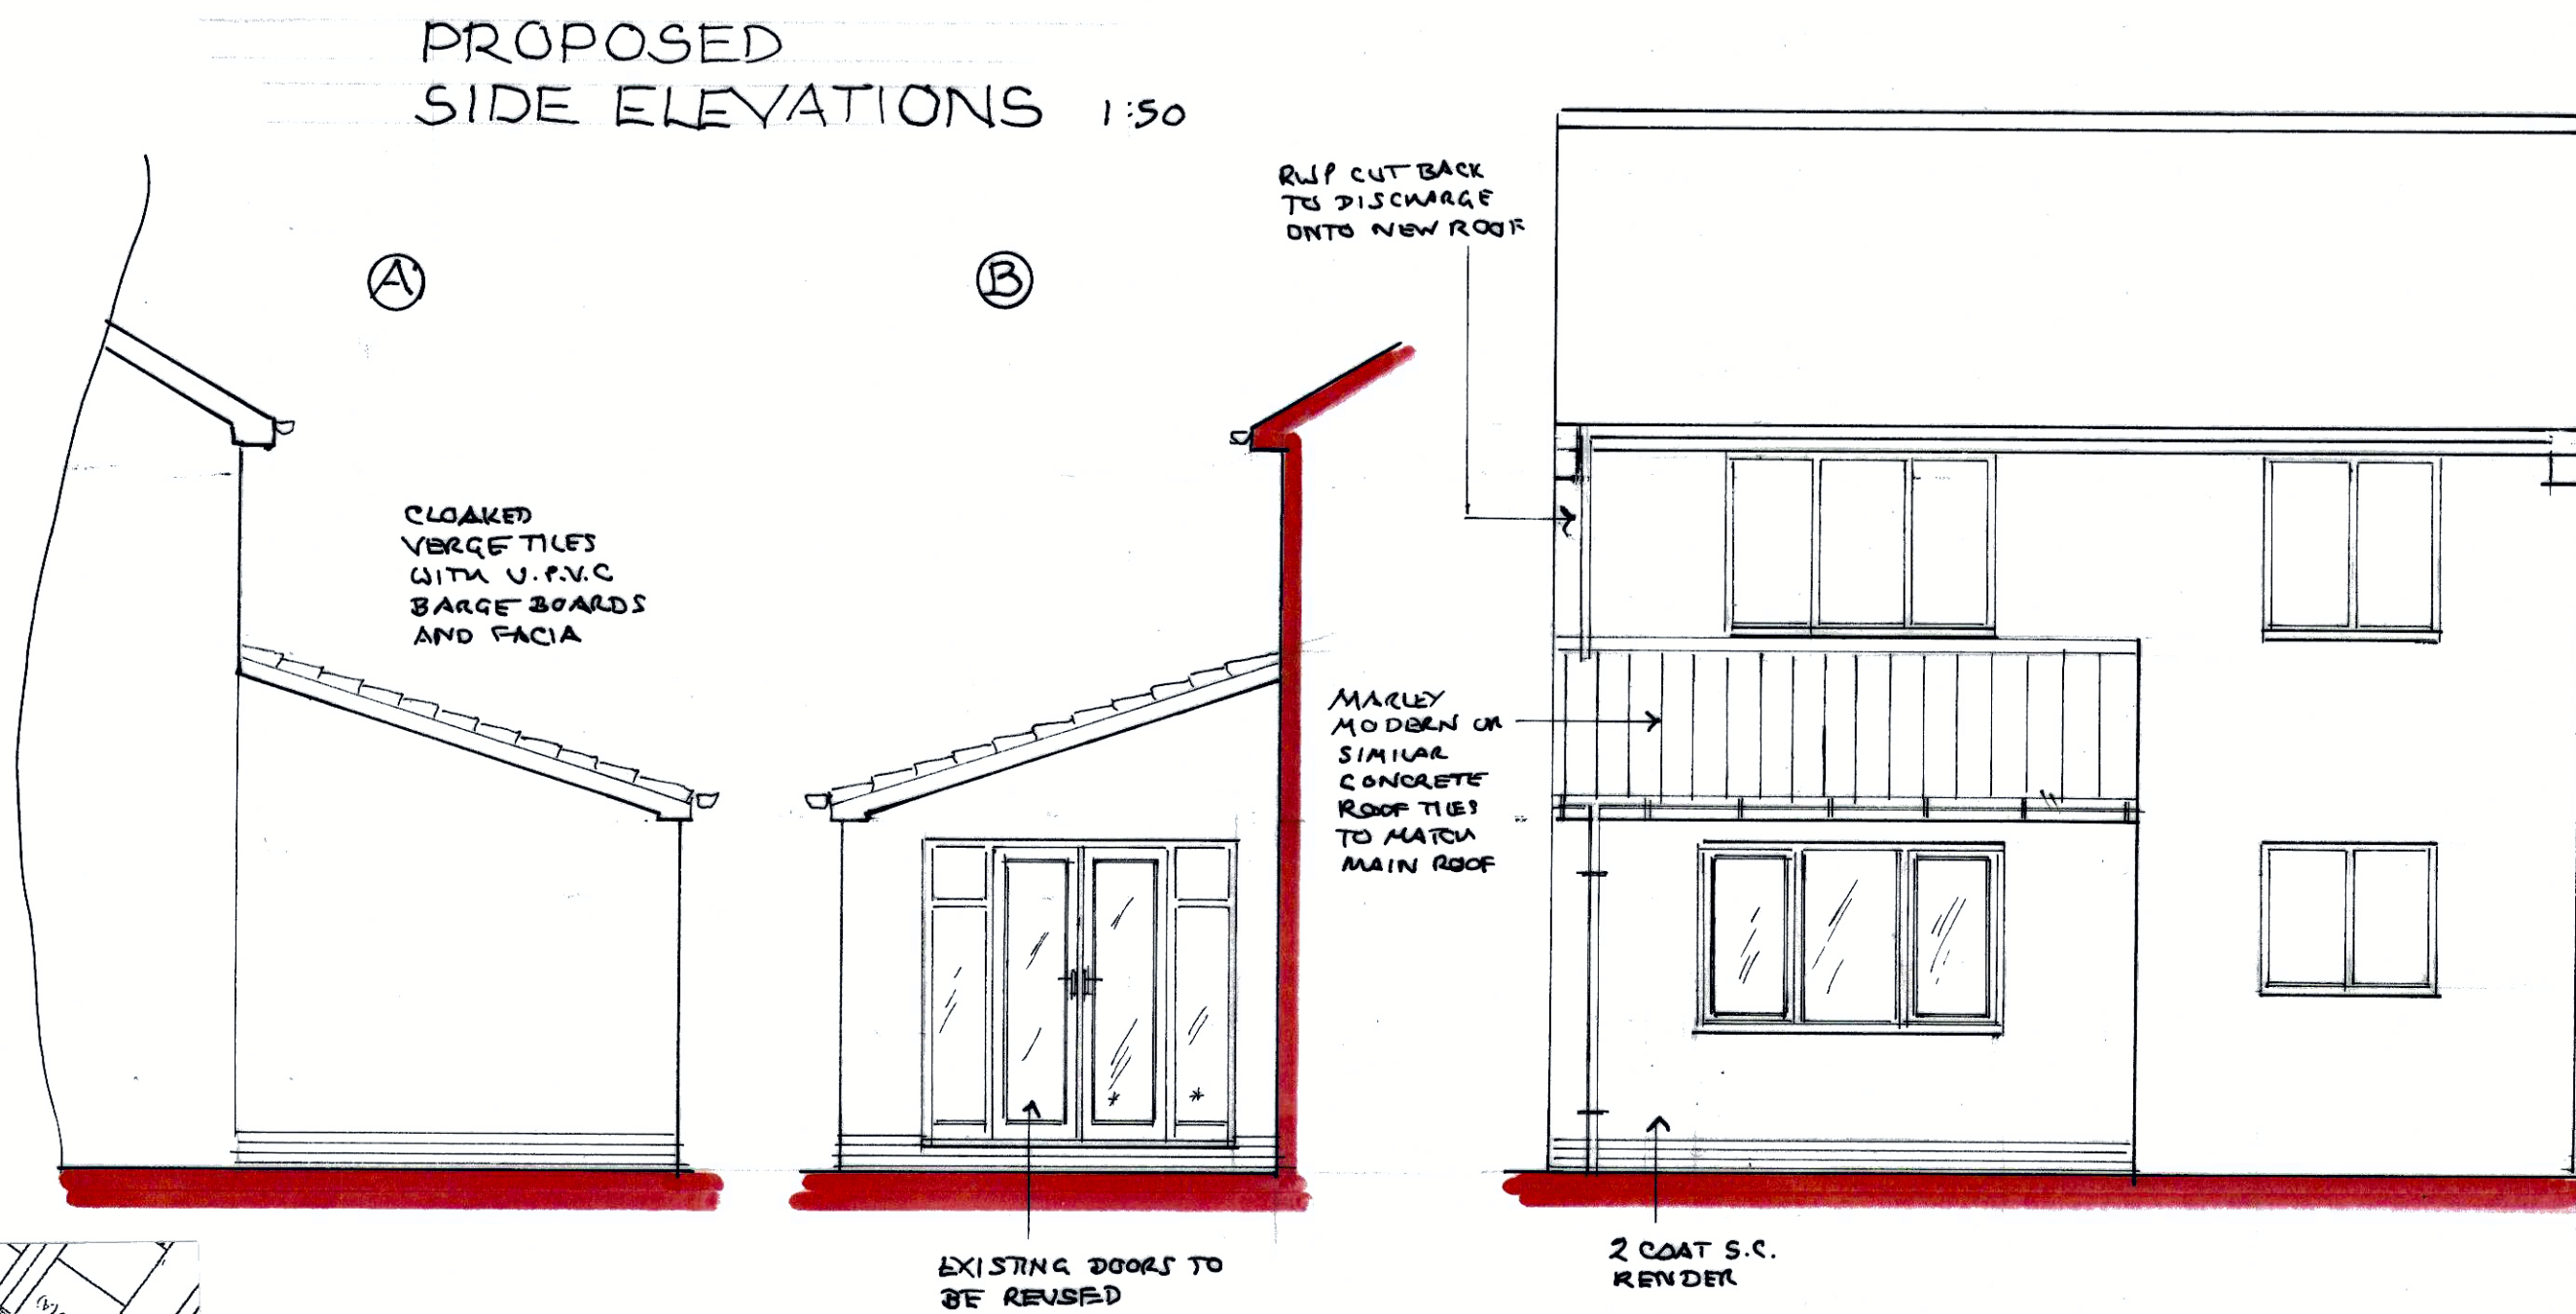 PROPOSED
SIDE ELEVATIONS 1:50
A
B
RWP CUT BACK
TO DISCHARGE
ONTO NEW ROOF
CLOAKED
VERGE TILES
WITH U.P.V.C
BARGE BOARDS
AND FACIA
MARLEY
MODERN OR
SIMILAR
CONCRETE
ROOF TILES
TO MATCH
MAIN ROOF
EXISTING DOORS TO
BE REUSED
2 COAT S.C.
RENDER